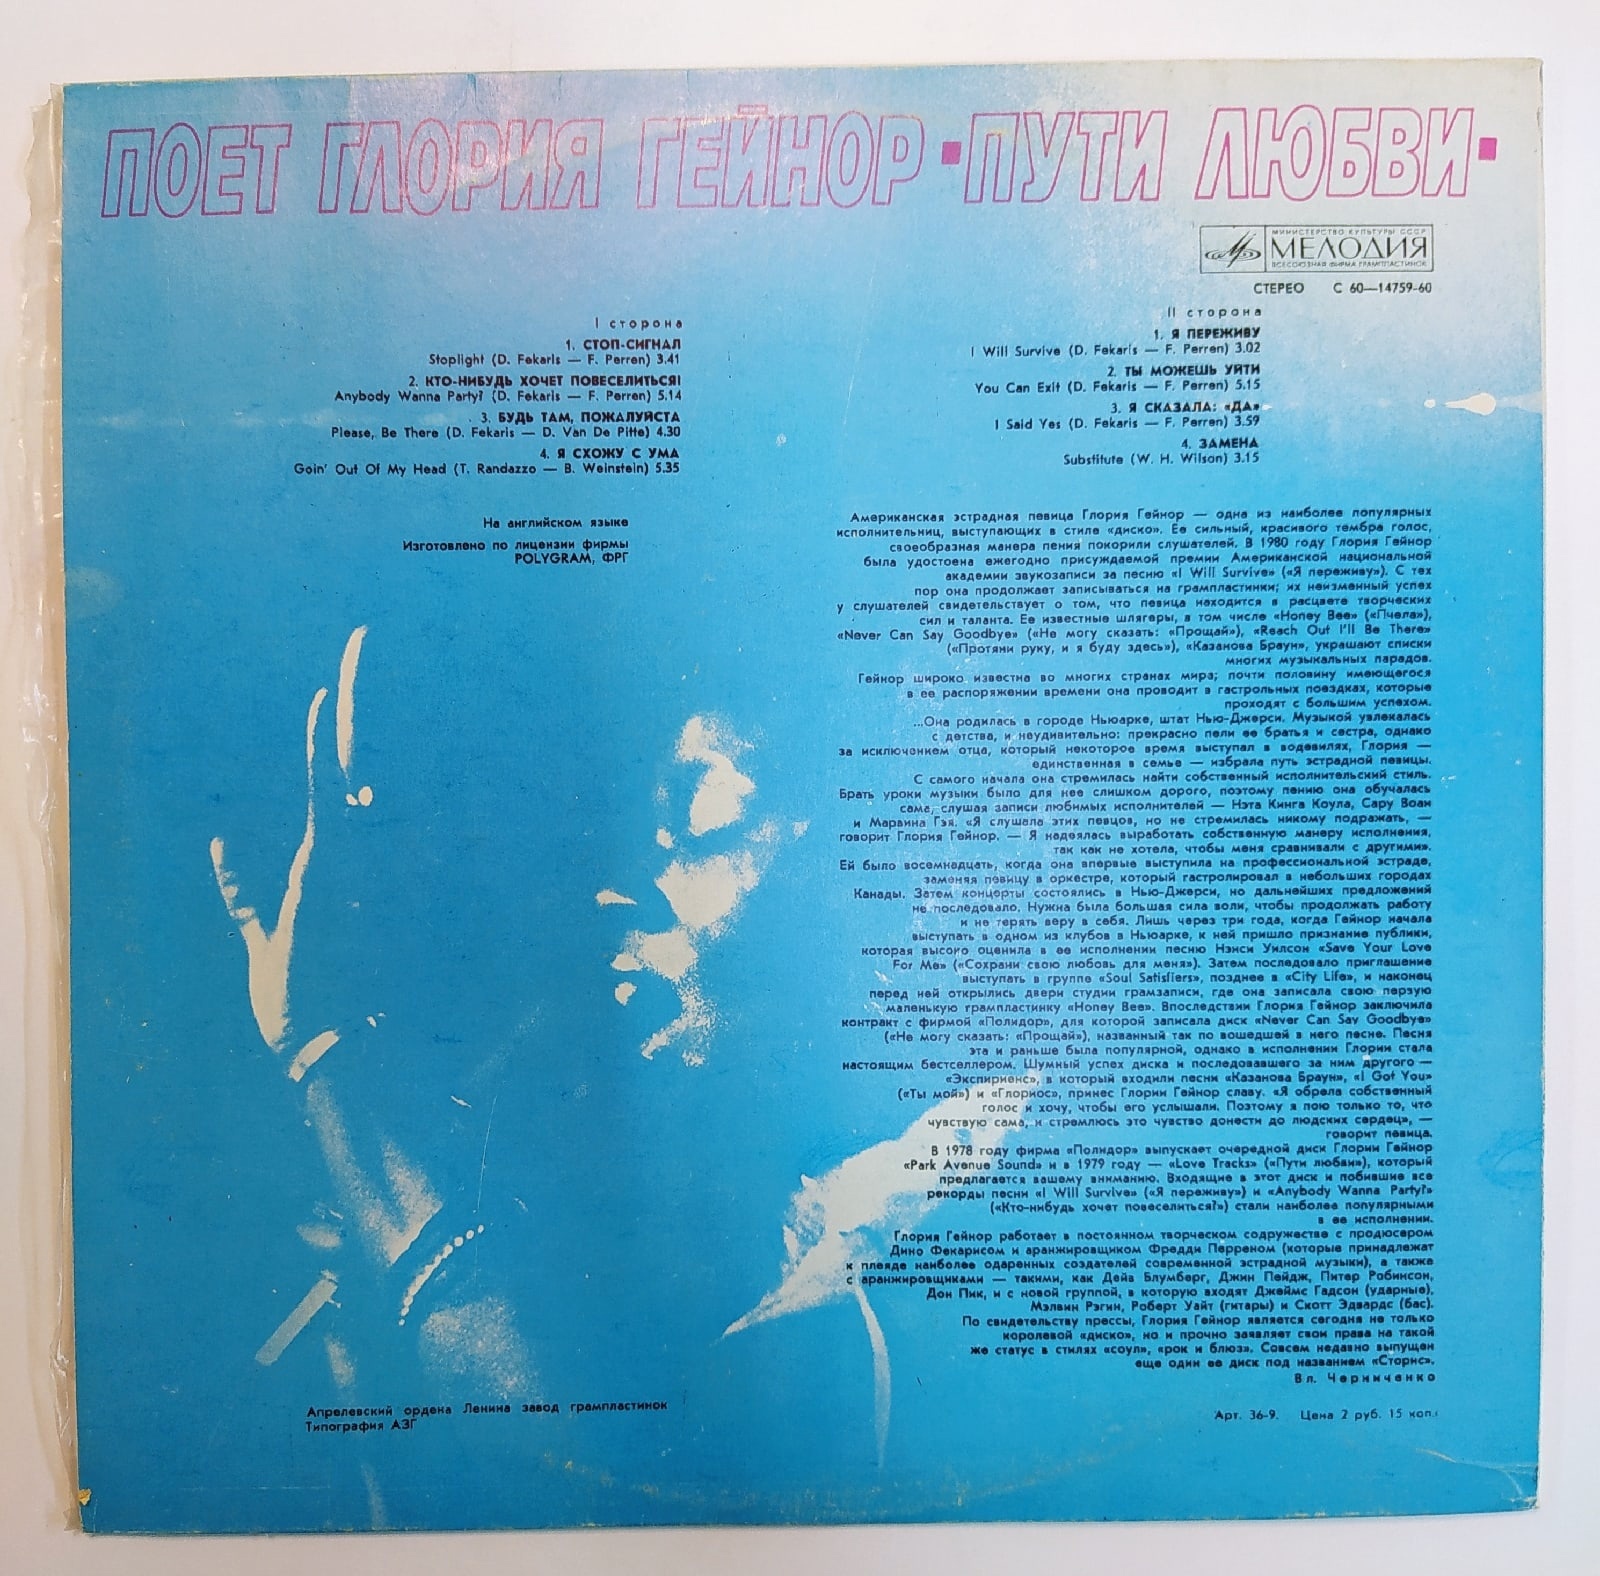 ПОЕТ ГЛОРИЯ ГЕЙНОР ▪ПУТИ ЛЮБВИ▪
МИНИСТЕРСТВО КУЛЬТУРЫ СССР
МЕЛОДИЯ
ВСЕСОЮЗНАЯ ФИРМА ГРАМПЛАСТИНОК
СТЕРЕО С 60—14759-60
I сторона
1. СТОП-СИГНАЛ
Stoplight (D. Fekaris — F. Perren) 3.41
2. КТО-НИБУДЬ ХОЧЕТ ПОВЕСЕЛИТЬСЯ!
Anybody Wanna Party? (D. Fekaris — F. Perren) 5.14
3. БУДЬ ТАМ, ПОЖАЛУЙСТА
Please, Be There (D. Fekaris — D. Van De Pitte) 4.30
4. Я СХОЖУ С УМА
Goin' Out Of My Head (T. Randazzo — B. Weinstein) 5.35
На английском языке
Изготовлено по лицензии фирмы
POLYGRAM, ФРГ
II сторона
1. Я ПЕРЕЖИВУ
I Will Survive (D. Fekaris — F. Perren) 3.02
2. ТЫ МОЖЕШЬ УЙТИ
You Can Exit (D. Fekaris — F. Perren) 5.15
3. Я СКАЗАЛА: «ДА»
I Said Yes (D. Fekaris — F. Perren) 3.59
4. ЗАМЕНА
Substitute (W. H. Wilson) 3.15
Американская эстрадная певица Глория Гейнор — одна из наиболее популярных
исполнительниц, выступающих в стиле «диско». Ее сильный, красивого тембра голос,
своеобразная манера пения покорили слушателей. В 1980 году Глория Гейнор
была удостоена ежегодно присуждаемой премии Американской национальной
академии звукозаписи за песню «I Will Survive» («Я переживу»). С тех
пор она продолжает записываться на грампластинки; их неизменный успех
у слушателей свидетельствует о том, что певица находится в расцвете творческих
сил и таланта. Ее известные шлягеры, в том числе «Honey Bee» («Пчела»),
«Never Can Say Goodbye» («Не могу сказать: «Прощай»), «Reach Out I'll Be There»
(«Протяни руку, и я буду здесь»), «Казанова Браун», украшают списки
многих музыкальных парадов.
Гейнор широко известна во многих странах мира; почти половину имеющегося
в ее распоряжении времени она проводит в гастрольных поездках, которые
проходят с большим успехом.
...Она родилась в городе Ньюарке, штат Нью-Джерси. Музыкой увлекалась
с детства, и неудивительно: прекрасно пели ее братья и сестра, однако
за исключением отца, который некоторое время выступал в водевилях, Глория —
единственная в семье — избрала путь эстрадной певицы.
С самого начала она стремилась найти собственный исполнительский стиль.
Брать уроки музыки было для нее слишком дорого, поэтому пению она обучалась
сама, слушая записи любимых исполнителей — Нэта Кинга Коула, Сару Воан
и Марвина Гэя. «Я слушала этих певцов, но не стремилась никому подражать, —
говорит Глория Гейнор. — Я надеялась выработать собственную манеру исполнения,
так как не хотела, чтобы меня сравнивали с другими».
Ей было восемнадцать, когда она впервые выступила на профессиональной эстраде,
заменяя певицу в оркестре, который гастролировал в небольших городах
Канады. Затем концерты состоялись в Нью-Джерси, но дальнейших предложений
не последовало. Нужна была большая сила воли, чтобы продолжать работу
и не терять веру в себя. Лишь через три года, когда Гейнор начала
выступать в одном из клубов в Ньюарке, к ней пришло признание публики,
которая высоко оценила в ее исполнении песню Нэнси Уилсон «Save Your Love
For Me» («Сохрани свою любовь для меня»). Затем последовало приглашение
выступать в группе «Soul Satisfiers», позднее в «City Life», и наконец
перед ней открылись двери студии грамзаписи, где она записала свою первую
маленькую грампластинку «Honey Bee». Впоследствии Глория Гейнор заключила
контракт с фирмой «Полидор», для которой записала диск «Never Can Say Goodbye»
(«Не могу сказать: «Прощай»), названный так по вошедшей в него песне. Песня
эта и раньше была популярной, однако в исполнении Глории стала
настоящим бестселлером. Шумный успех диска и последовавшего за ним другого —
«Экспириенс», в который входили песни «Казанова Браун», «I Got You»
(«Ты мой») и «Глориос», принес Глории Гейнор славу. «Я обрела собственный
голос и хочу, чтобы его услышали. Поэтому я пою только то, что
чувствую сама, и стремлюсь это чувство донести до людских сердец», —
говорит певица.
В 1978 году фирма «Полидор» выпускает очередной диск Глории Гейнор
«Park Avenue Sound» и в 1979 году — «Love Tracks» («Пути любви»), который
предлагается вашему вниманию. Входящие в этот диск и побившие все
рекорды песни «I Will Survive» («Я переживу») и «Anybody Wanna Party?»
(«Кто-нибудь хочет повеселиться?») стали наиболее популярными
в ее исполнении.
Глория Гейнор работает в постоянном творческом содружестве с продюсером
Дино Фекарисом и аранжировщиком Фредди Перреном (которые принадлежат
к плеяде наиболее одаренных создателей современной эстрадной музыки), а также
с аранжировщиками — такими, как Дейв Блумберг, Джин Пейдж, Питер Робинсон,
Дон Пик, и с новой группой, в которую входят Джеймс Гадсон (ударные),
Мэлвин Рэгин, Роберт Уайт (гитары) и Скотт Эдвардс (бас).
По свидетельству прессы, Глория Гейнор является сегодня не только
королевой «диско», но и прочно заявляет свои права на такой
же статус в стилях «соул», «рок и блюз». Совсем недавно выпущен
еще один ее диск под названием «Сторис».
Вл. Черниченко
Апрелевский ордена Ленина завод грампластинок
Типография АЗГ
Арт. 36-9. Цена 2 руб. 15 коп.